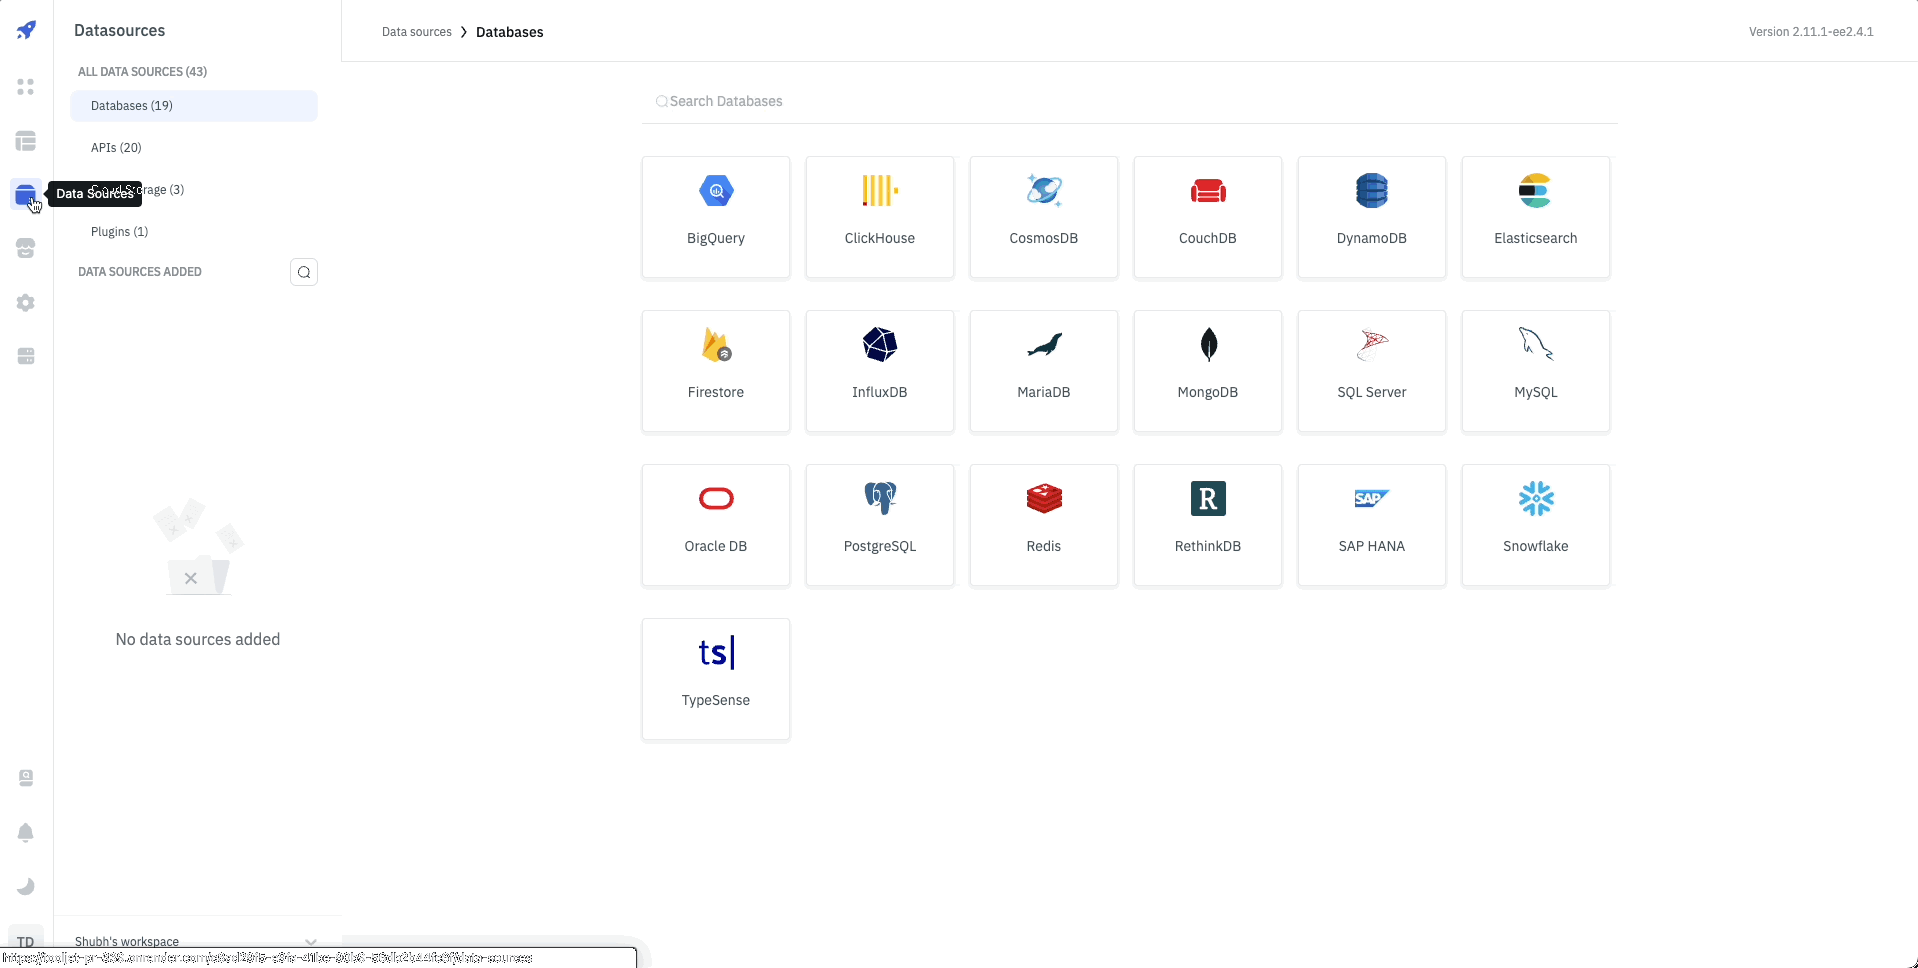 Datasources
Data sources > Databases
Version 2.11.1-ee2.4.1
ALL DATA SOURCES (43)
Databases (19)
Search Databases
APIs (20)
Data Sources
rage (3)
Plugins (1)
DATA SOURCES ADDED
BigQuery
ClickHouse
CosmosDB
CouchDB
DynamoDB
Elasticsearch
Firestore
InfluxDB
MariaDB
MongoDB
SQL Server
MySQL
R
SAP
Oracle DB
PostgreSQL
Redis
RethinkDB
SAP HANA
Snowflake
ts
TypeSense
No data sources added
TD
Shubh's workspace